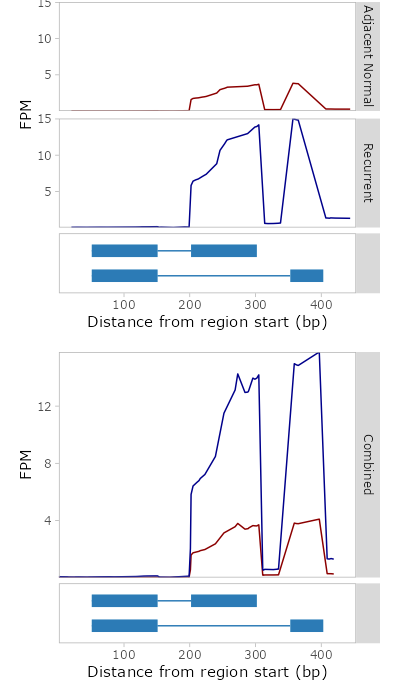 15
10
5
Adjacent Normal
15
10
5
Recurrent
FPM
100 200 300 400
Distance from region start (bp)
12
8
4
FPM
Combined
100 200 300 400
Distance from region start (bp)